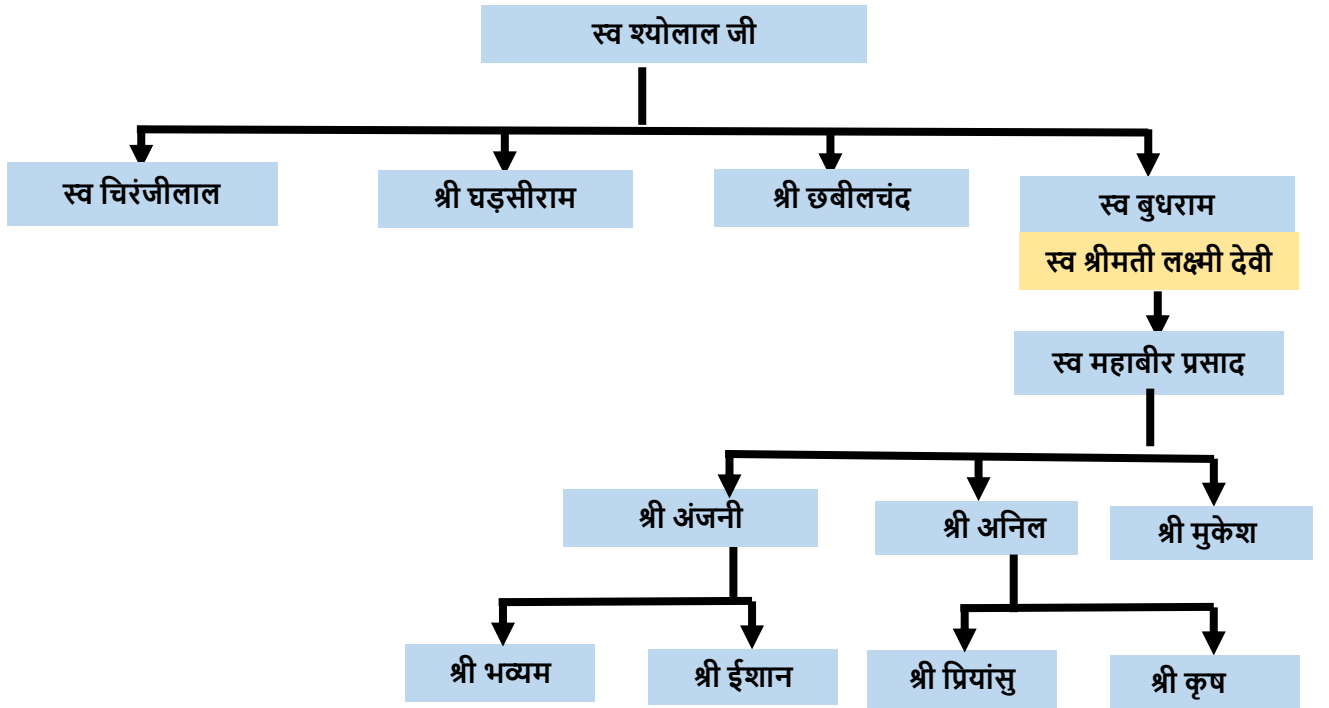 स्व श्योलाल जी
स्व चिरंजीलाल
श्री घड़सीराम
श्री छबीलचंद
स्व बुधराम
स्व श्रीमती लक्ष्मी देवी
स्व महाबीर प्रसाद
श्री अंजनी
श्री अनिल
श्री मुकेश
श्री भव्यम
श्री ईशान
श्री प्रियांसु
श्री कृष